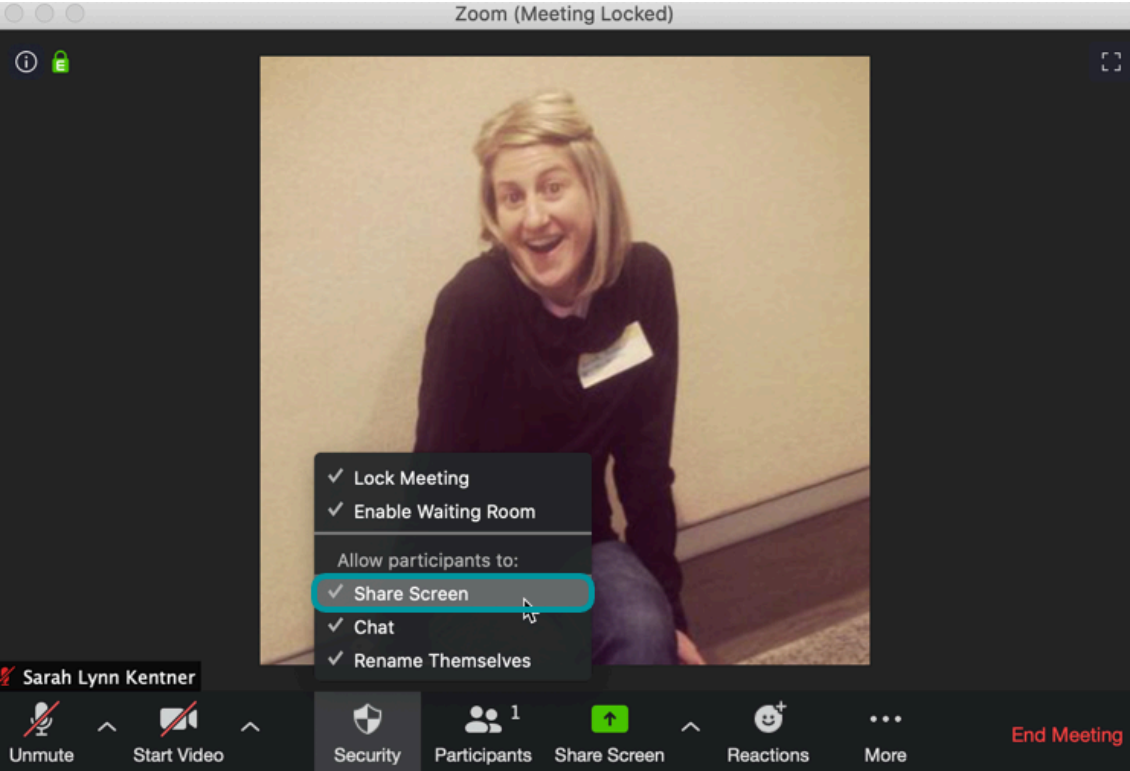 Zoom (Meeting Locked)
E
Lock Meeting
Enable Waiting Room
Allow participants to:
Share Screen
Chat
Rename Themselves
Sarah Lynn Kentner
1
Unmute
Start Video
Security
Participants
Share Screen
Reactions
More
End Meeting